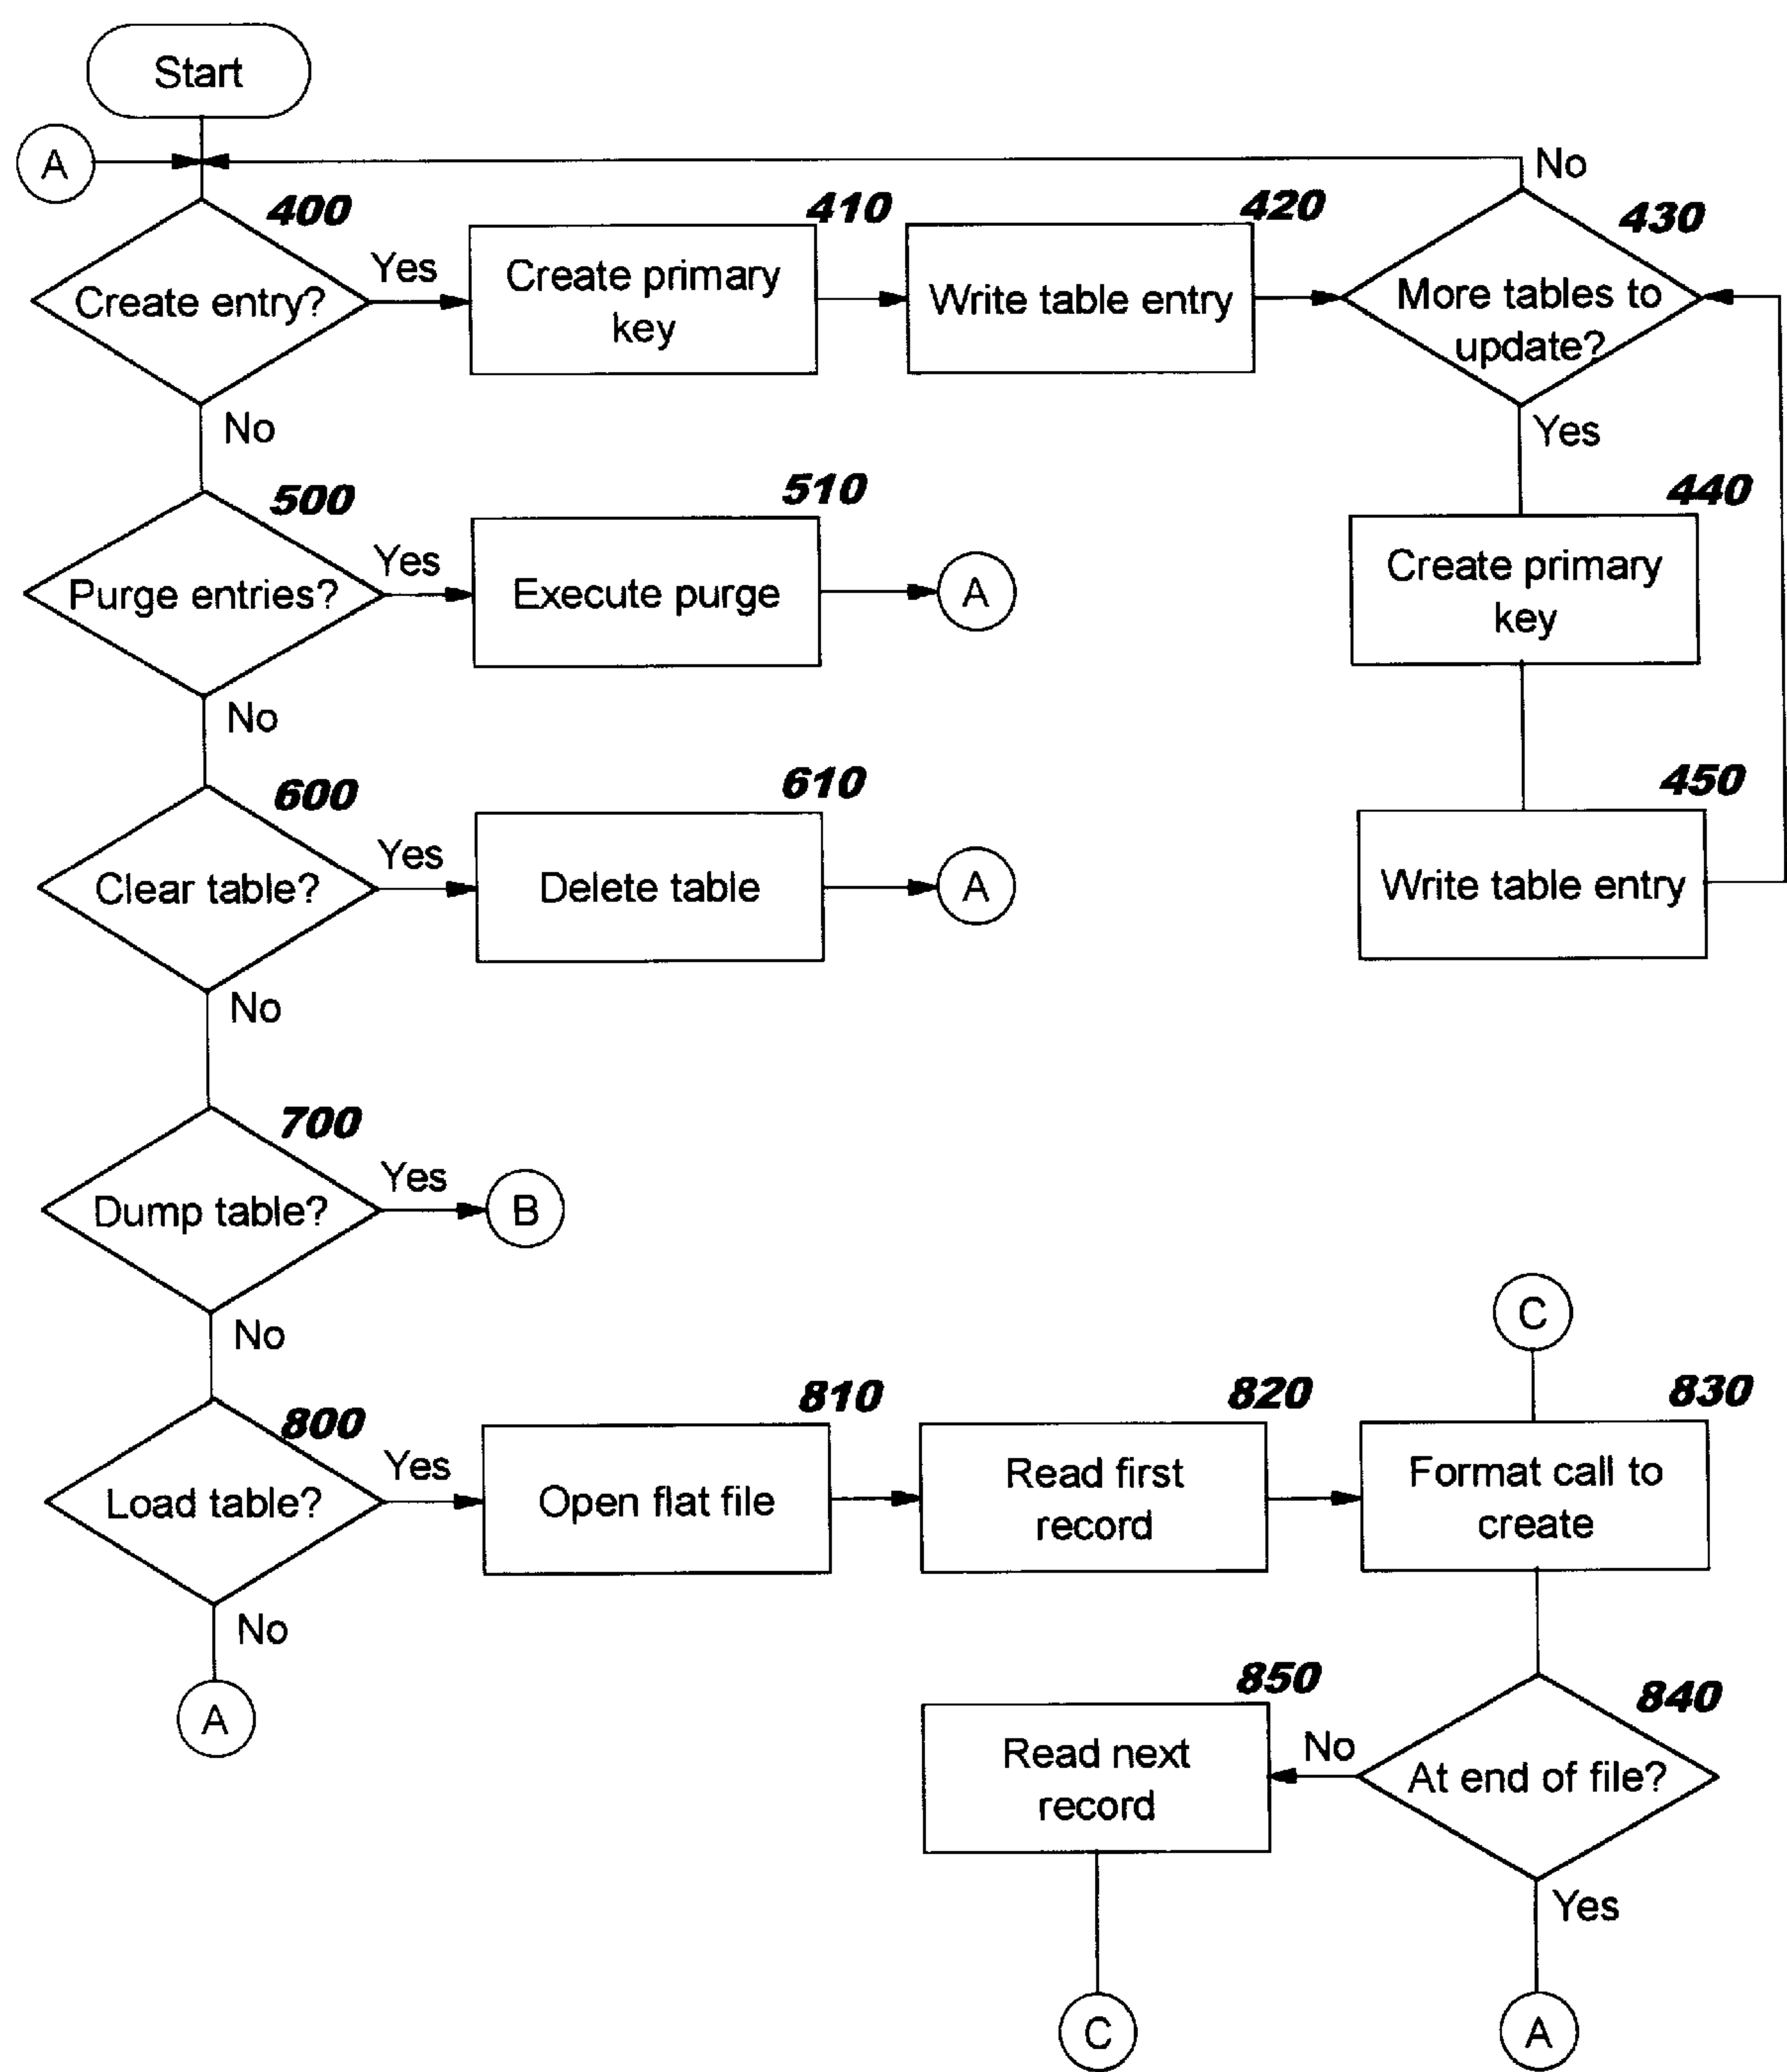 Start
A
No
400
410
420
430
Yes
Create entry?
Create primary
key
Write table entry
More tables to
update?
No
Yes
500
510
440
Yes
Purge entries?
Execute purge
A
Create primary
key
No
600
610
450
Yes
Clear table?
Delete table
A
Write table entry
No
700
Yes
Dump table?
B
No
C
800
810
820
830
Yes
Load table?
Open flat file
Read first
record
Format call to
create
No
A
850
840
Read next
record
No
At end of file?
Yes
C
A